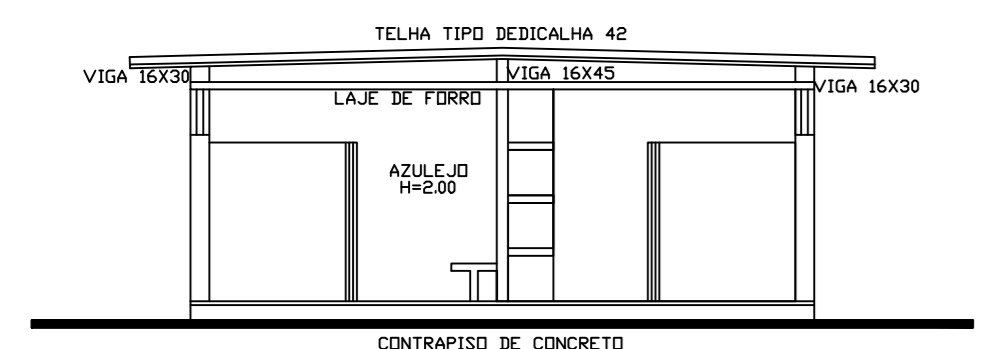 TELHA TIPO DEDICALHA 42
VIGA 16X30
VIGA 16X45
VIGA 16X30
LAJE DE FORRO
AZULEJO
H=2.00
CONTRAPISO DE CONCRETO